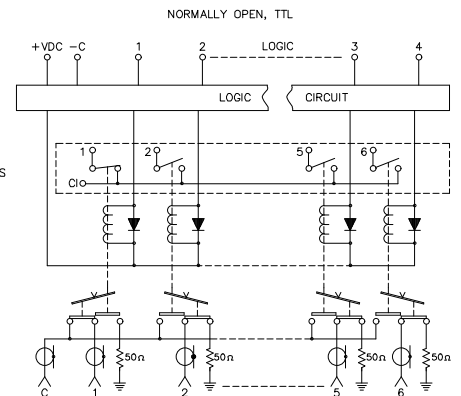 NORMALLY OPEN, TTL
+VDC -C 1 2 LOGIC 3 4
LOGIC CIRCUIT
1 2 5 6
S
CI
50Ω 50Ω 50Ω 50Ω
C 1 2 5 6